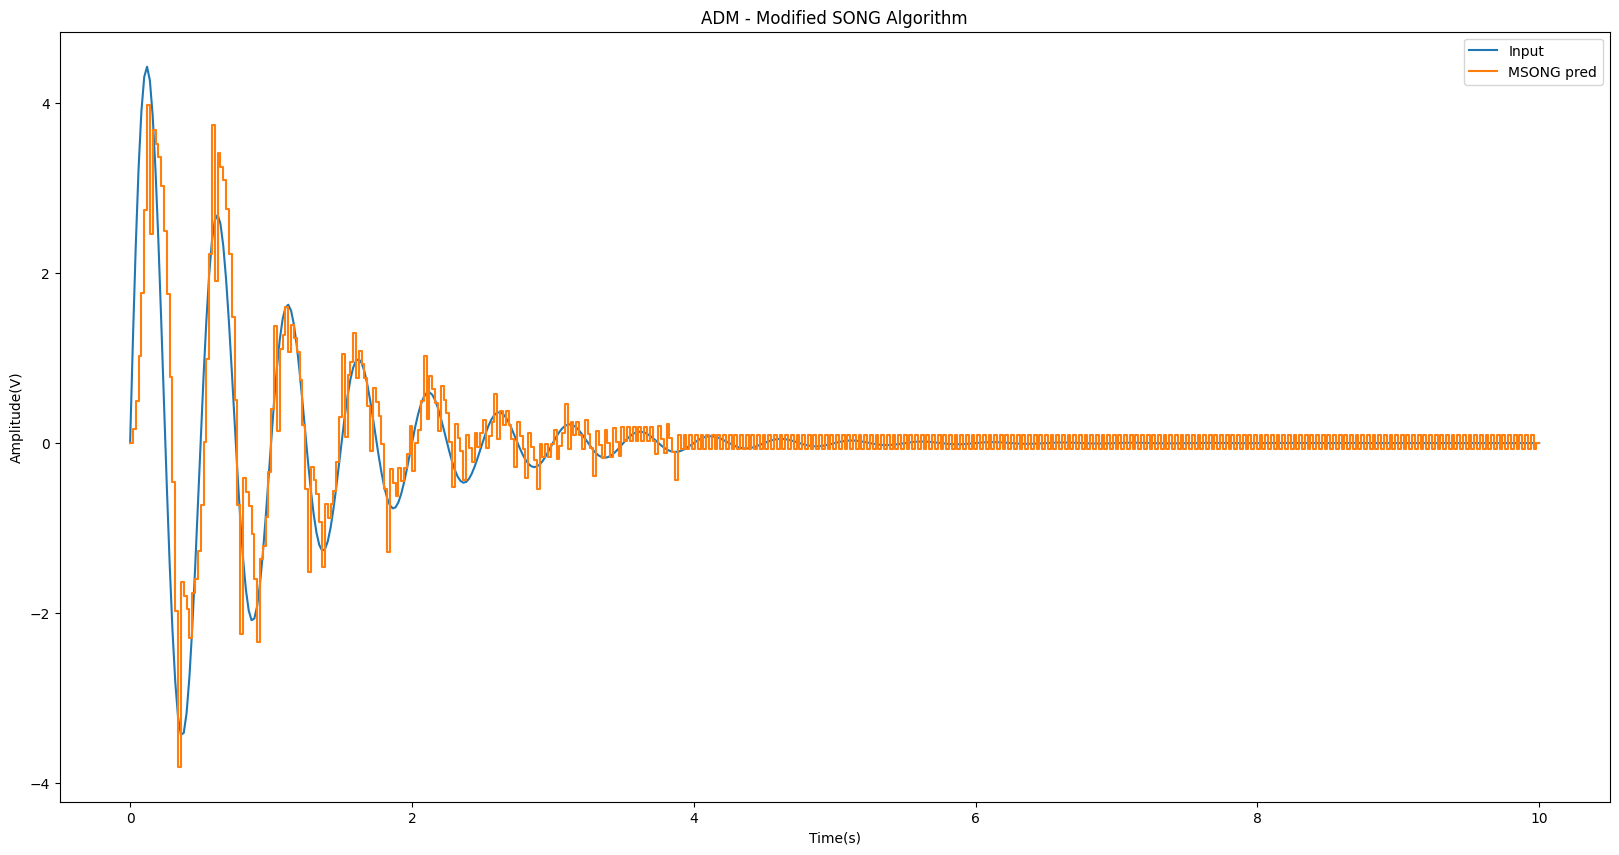 ADM - Modified SONG Algorithm
Input
MSONG pred
Amplitude(V)
4
2
0
−2
−4
0 2 4 6 8 10
Time(s)